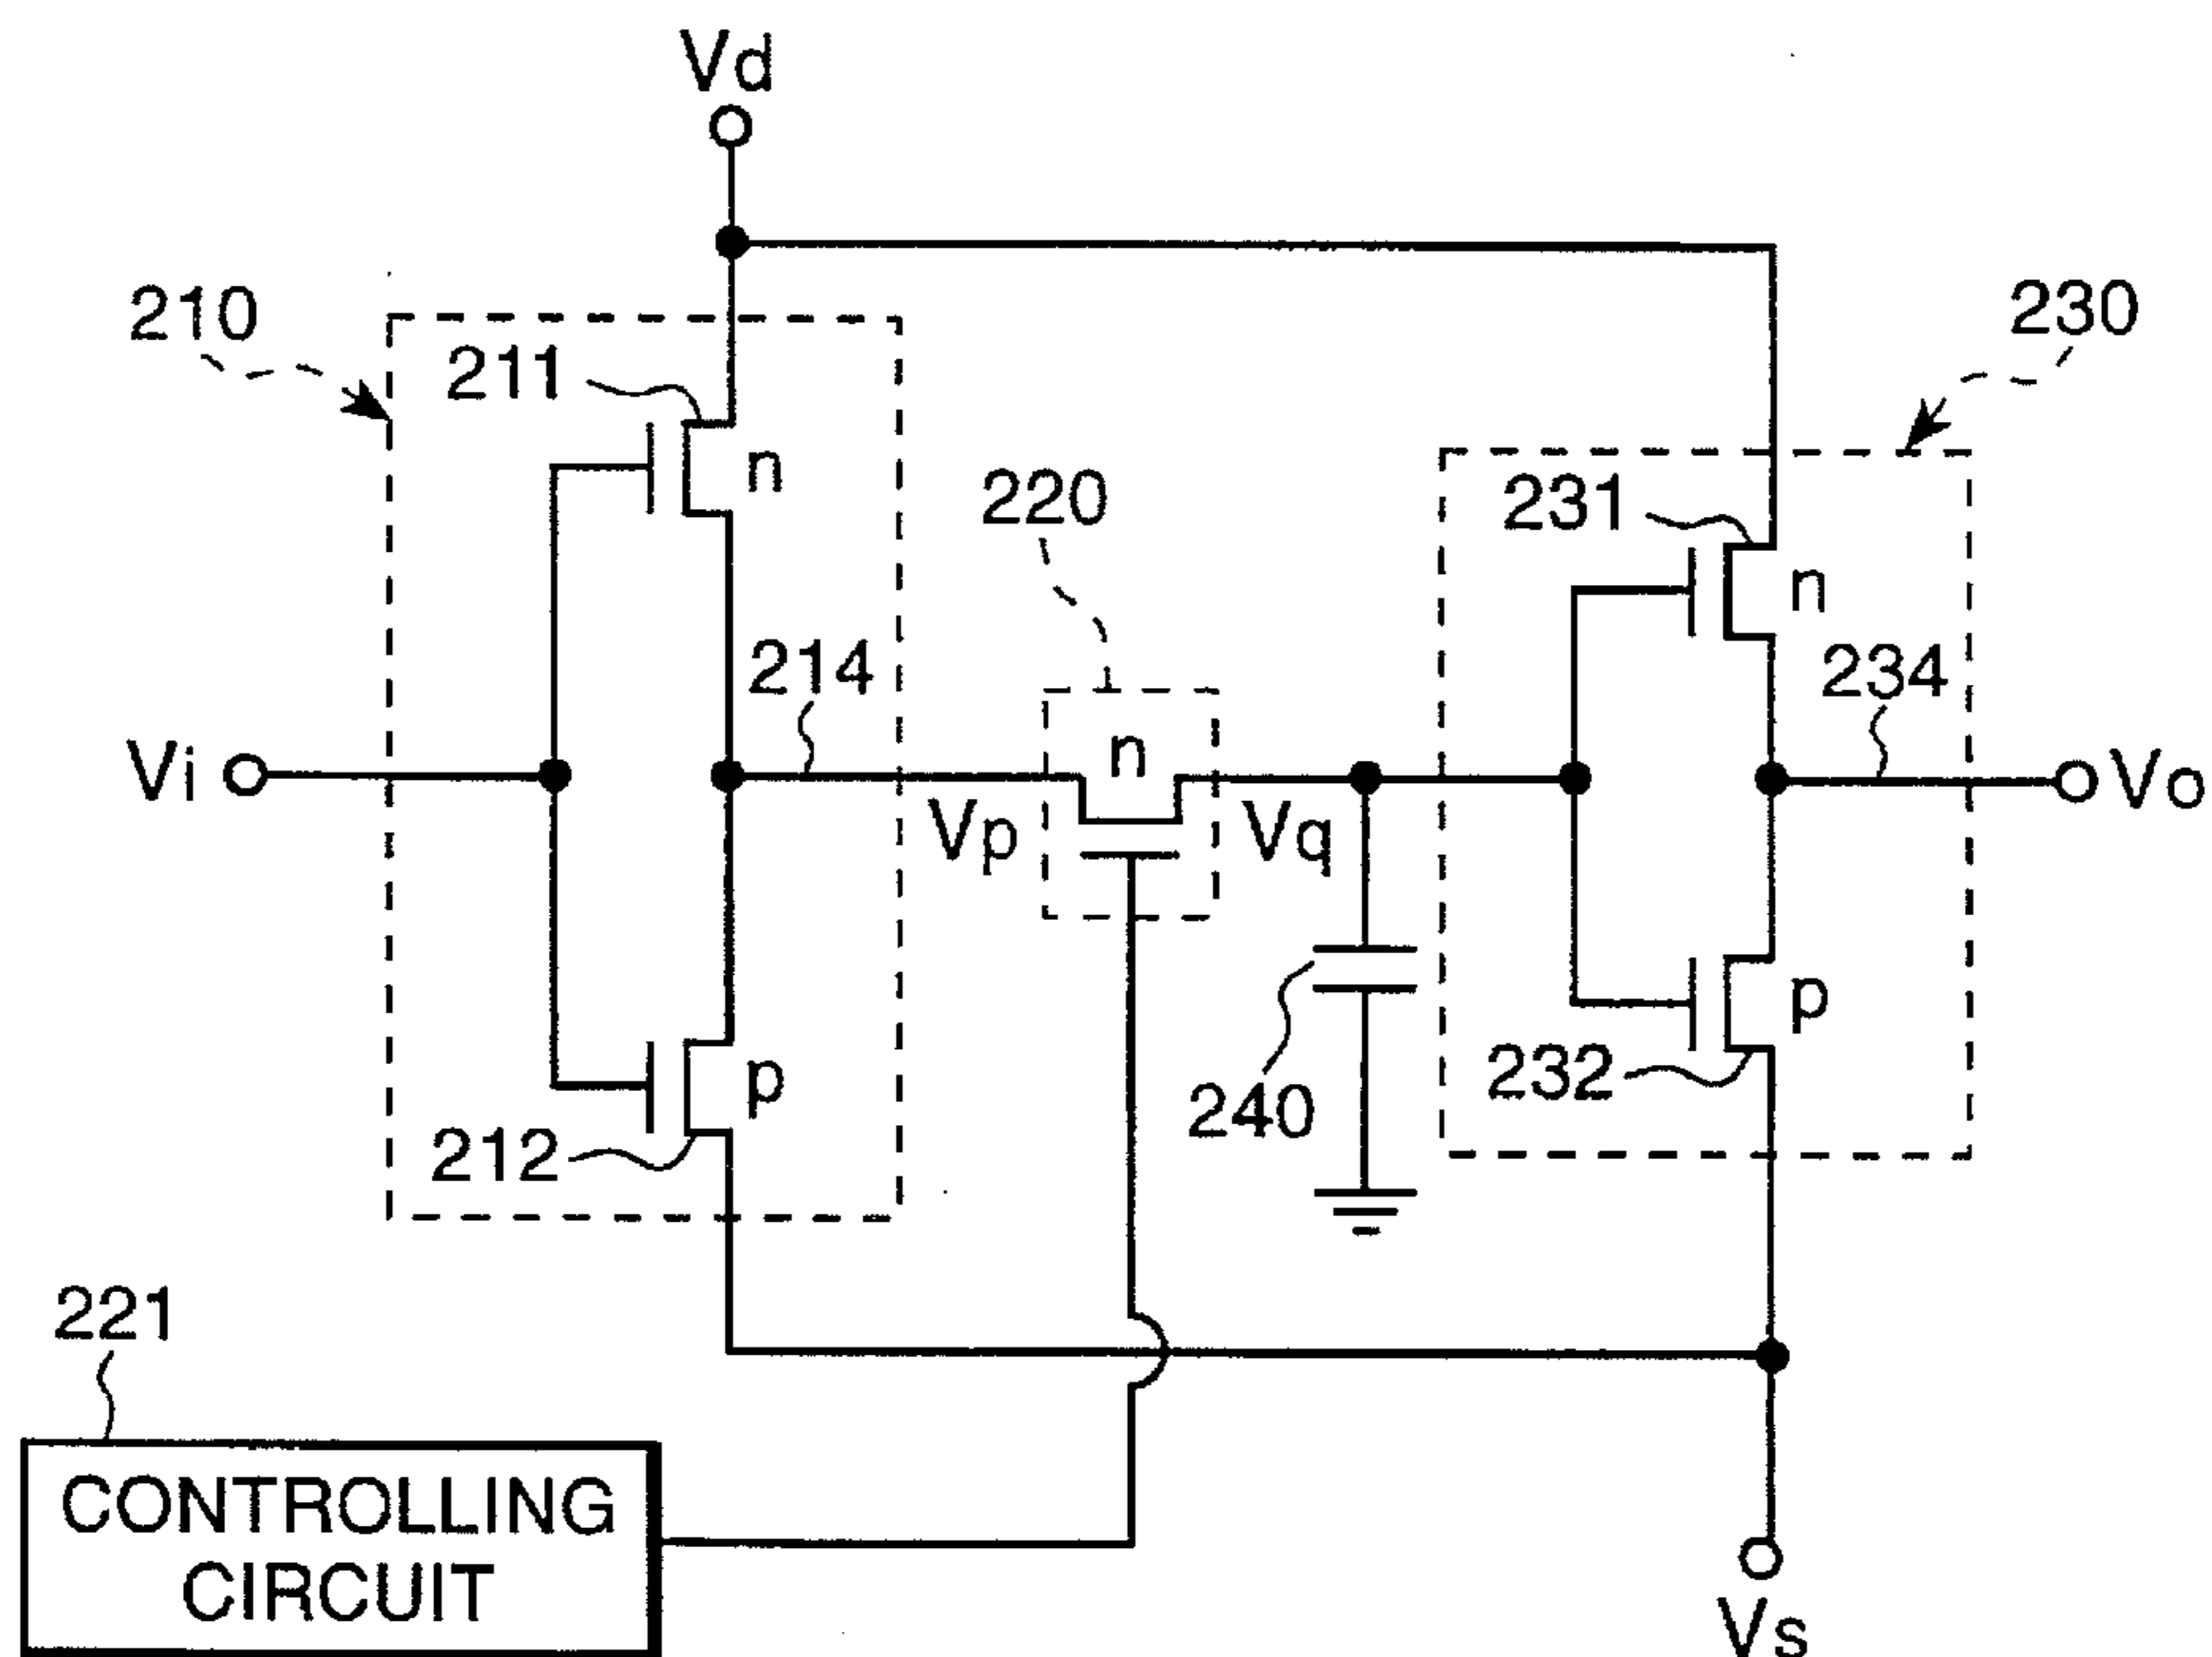 Vd
210
211
n
230
231
n
220
214
n
234
Vi
Vp
Vq
Vo
p
240
232
212
p
221
CONTROLLING
CIRCUIT
Vs